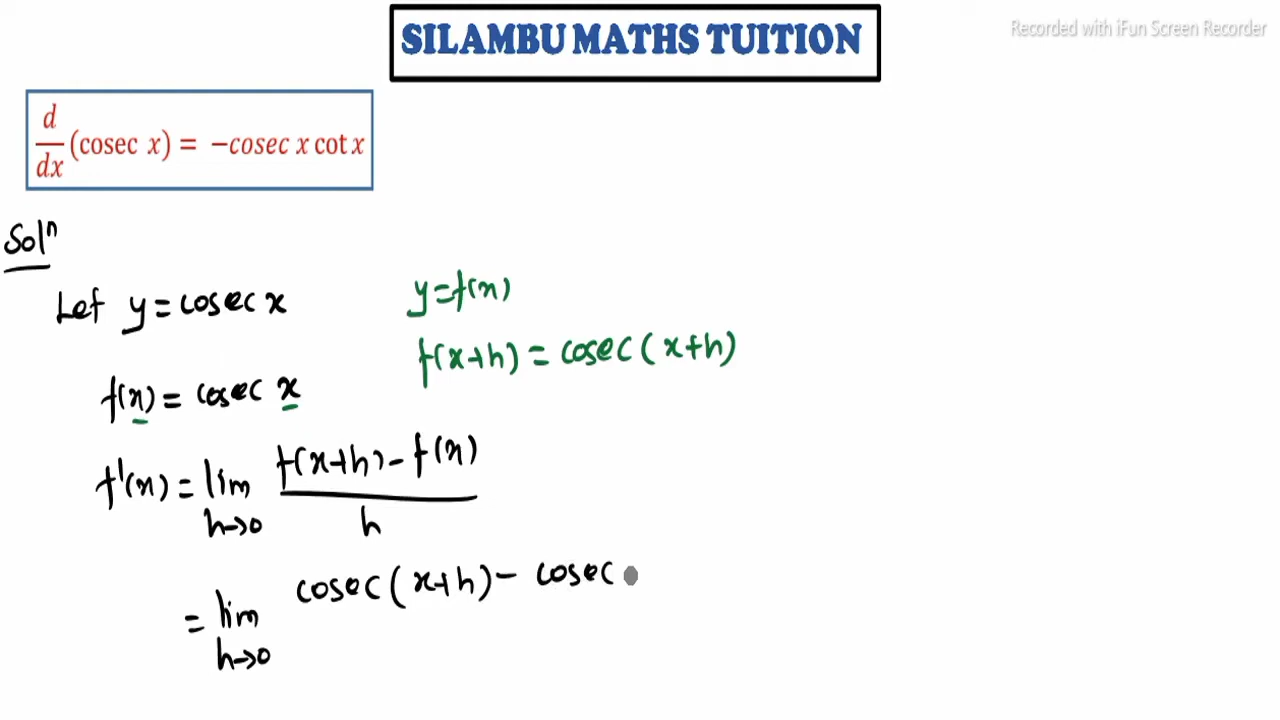 SILAMBU MATHS TUITION
Recorded with iFun Screen Recorder
d/dx (cosec x) = −cosec x cot x
Solⁿ
Let y = cosec x
y = f(x)
f(x+h) = cosec (x+h)
f(x) = cosec x
f'(x) = lim h→0 f(x+h) - f(x) / h
= lim h→0 cosec (x+h) - cosec